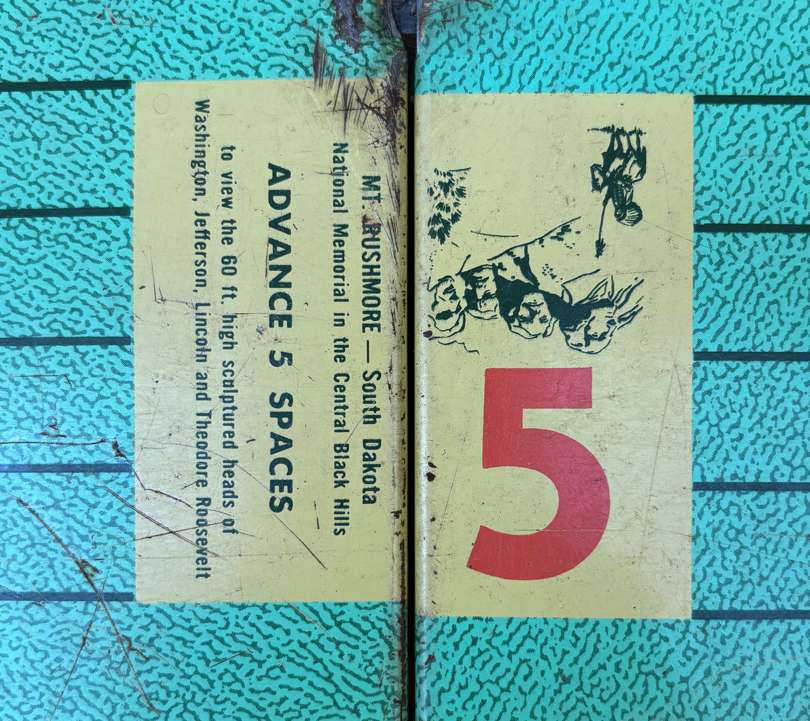 MT. RUSHMORE — South Dakota
National Memorial in the Central Black Hills
ADVANCE 5 SPACES
to view the 60 ft. high sculptured heads of
Washington, Jefferson, Lincoln and Theodore Roosevelt
5